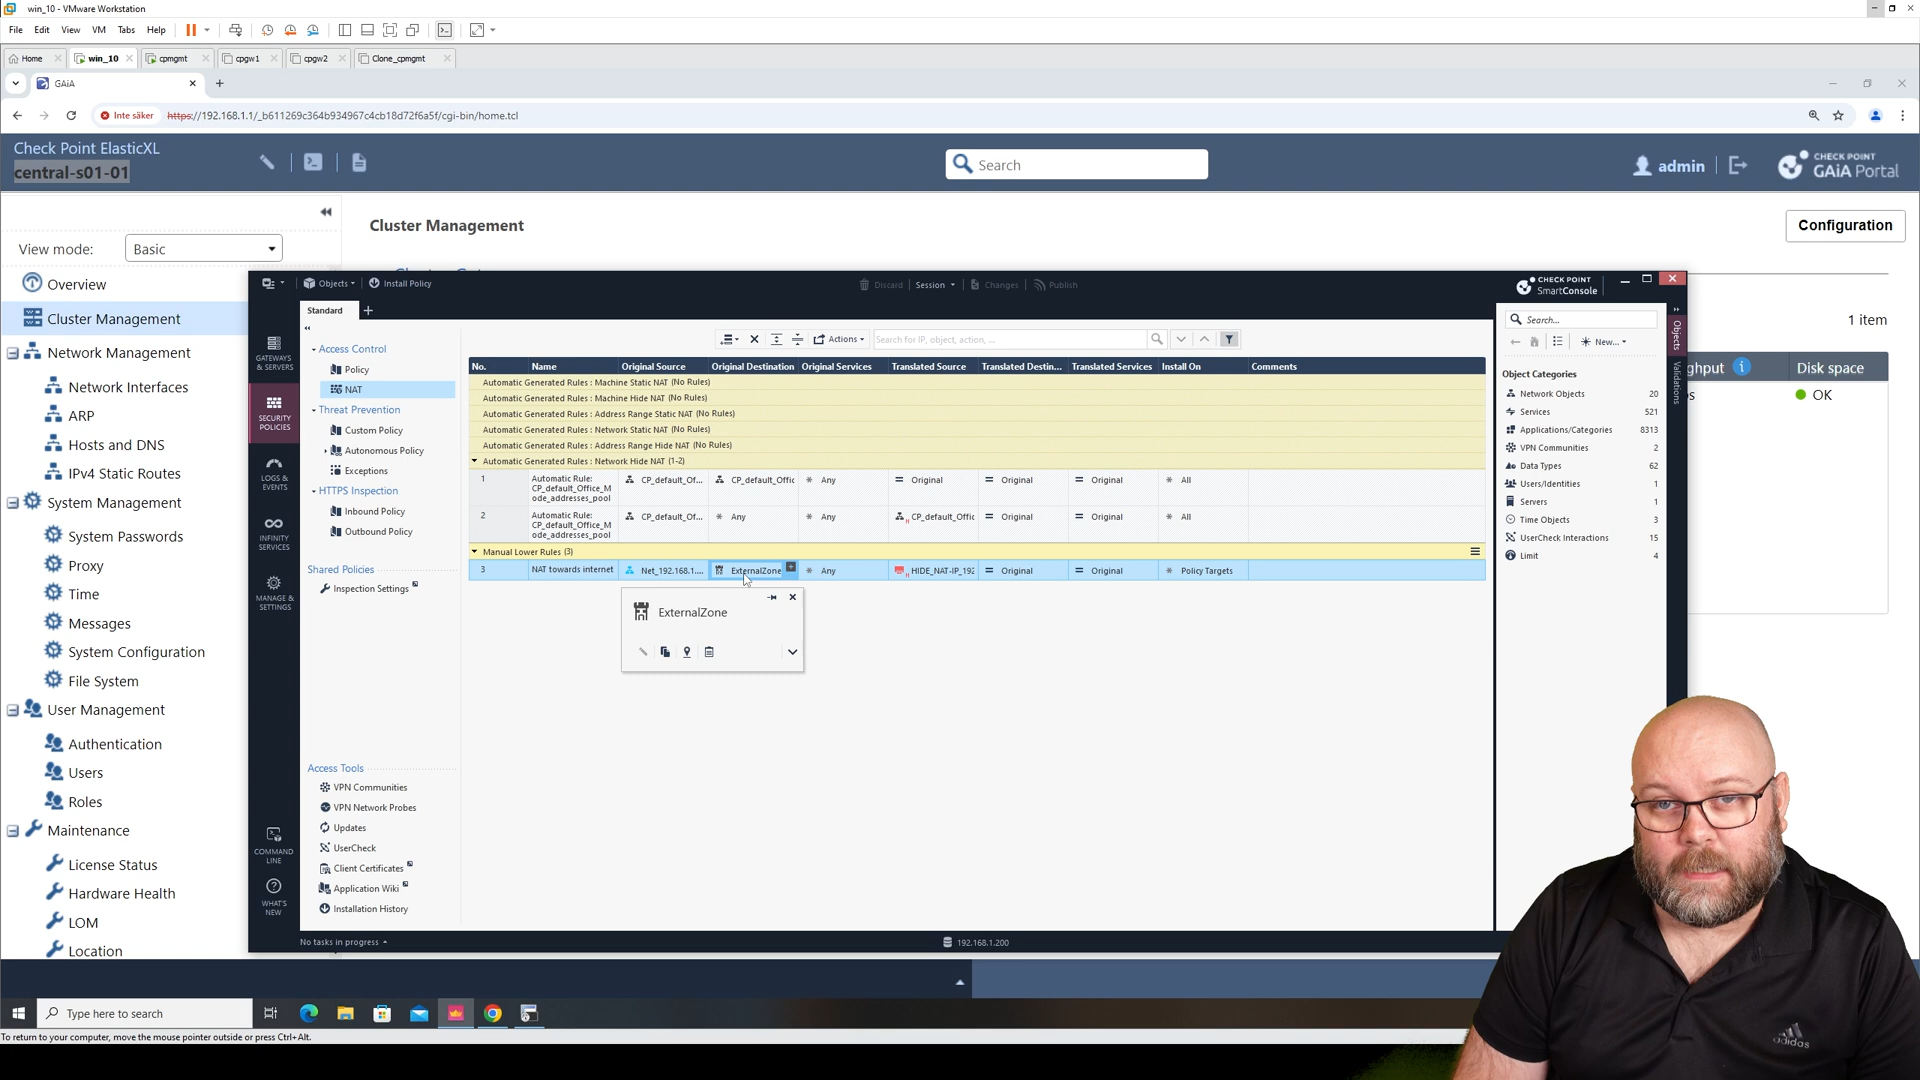 win_10 - VMware Workstation
File Edit View VM Tabs Help
Home win_10 cpmgmt cpgw1 cpgw2 Clone_cpmgmt
GAiA
Inte säker https://192.168.1.1/_b611269c364b934967c4cb18d72f6a5f/cgi-bin/home.tcl
Check Point ElasticXL
central-s01-01
Search
admin
CHECK POINT
GAiA Portal
View mode: Basic
Cluster Management
Configuration
Overview
Cluster Management
Network Management
Network Interfaces
ARP
Hosts and DNS
IPv4 Static Routes
System Management
System Passwords
Proxy
Time
Messages
System Configuration
File System
User Management
Authentication
Users
Roles
Maintenance
License Status
Hardware Health
LOM
Location
1 item
ghput Disk space
OK
Objects Install Policy
Discard Session Changes Publish
CHECK POINT
SmartConsole
Standard
GATEWAYS
& SERVERS
SECURITY
POLICIES
LOGS &
EVENTS
INFINITY
SERVICES
MANAGE &
SETTINGS
COMMAND
LINE
WHAT'S
NEW
Access Control
Policy
NAT
Threat Prevention
Custom Policy
Autonomous Policy
Exceptions
HTTPS Inspection
Inbound Policy
Outbound Policy
Shared Policies
Inspection Settings
Access Tools
VPN Communities
VPN Network Probes
Updates
UserCheck
Client Certificates
Application Wiki
Installation History
Actions Search for IP, object, action, ...
No. Name Original Source Original Destination Original Services Translated Source Translated Destin... Translated Services Install On Comments
Automatic Generated Rules : Machine Static NAT (No Rules)
Automatic Generated Rules : Machine Hide NAT (No Rules)
Automatic Generated Rules : Address Range Static NAT (No Rules)
Automatic Generated Rules : Network Static NAT (No Rules)
Automatic Generated Rules : Address Range Hide NAT (No Rules)
Automatic Generated Rules : Network Hide NAT (1-2)
1 Automatic Rule: CP_default_Of... CP_default_Offic Any Original Original Original All
CP_default_Office_M
ode_addresses_pool
2 Automatic Rule: CP_default_Of... Any Any CP_default_Offic Original Original All
CP_default_Office_M
ode_addresses_pool
Manual Lower Rules (3)
3 NAT towards internet Net_192.168.1.... ExternalZone Any HIDE_NAT-IP_192 Original Original Policy Targets
ExternalZone
Search...
New...
Object Categories
Network Objects 20
Services 521
Applications/Categories 8313
VPN Communities 2
Data Types 62
Users/Identities 1
Servers 1
Time Objects 3
UserCheck Interactions 15
Limit 4
Objects
Validations
No tasks in progress
192.168.1.200
Type here to search
To return to your computer, move the mouse pointer outside or press Ctrl+Alt.
adidas